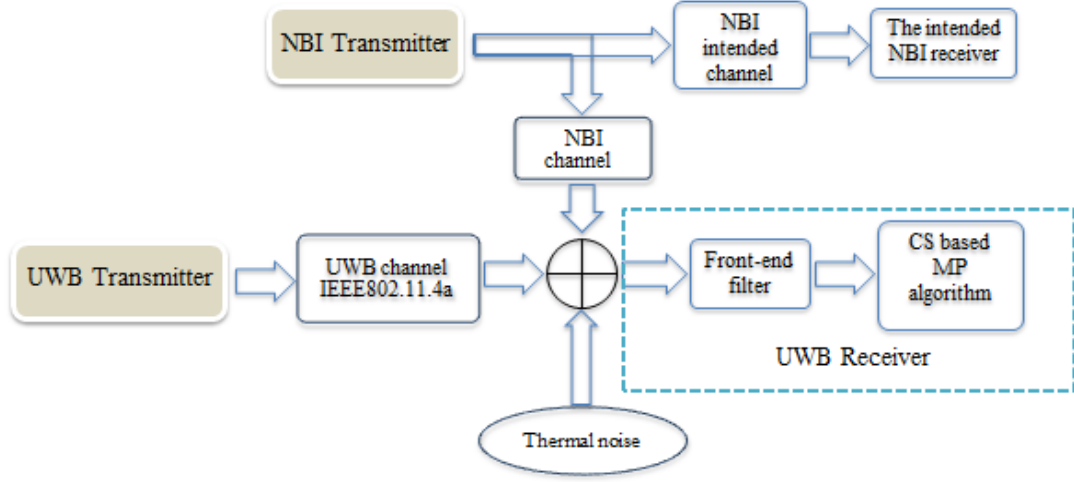 NBI Transmitter
NBI
intended
channel
The intended
NBI receiver
NBI
channel
UWB Transmitter
UWB channel
IEEE802.11.4a
Front-end
filter
CS based
MP
algorithm
UWB Receiver
Thermal noise